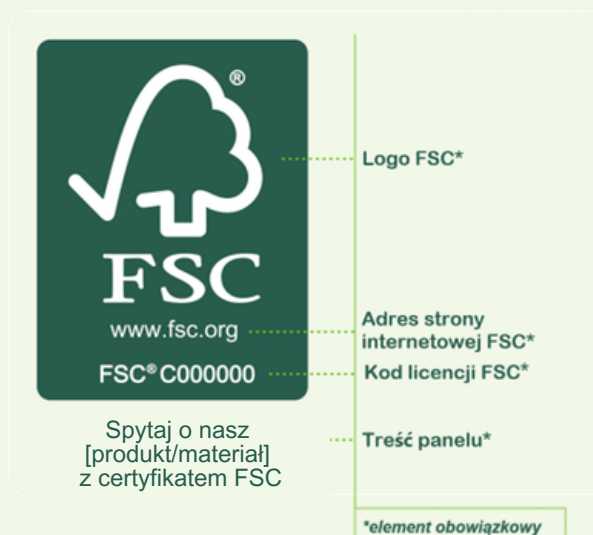 ®
FSC
www.fsc.org
FSC® C000000
Spytaj o nasz
[produkt/materiał]
z certyfikatem FSC
Logo FSC*
Adres strony
internetowej FSC*
Kod licencji FSC*
Treść panelu*
*element obowiązkowy